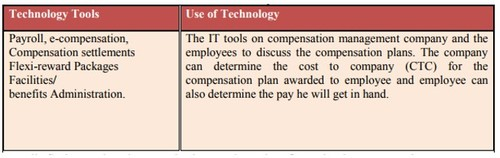 Technology Tools
Use of Technology
Payroll, e-compensation,
Compensation settlements
Flexi-reward Packages
Facilities/
benefits Administration.
The IT tools on compensation management company and the
employees to discuss the compensation plans. The company
can determine the cost to company (CTC) for the
compensation plan awarded to employee and employee can
also determine the pay he will get in hand.